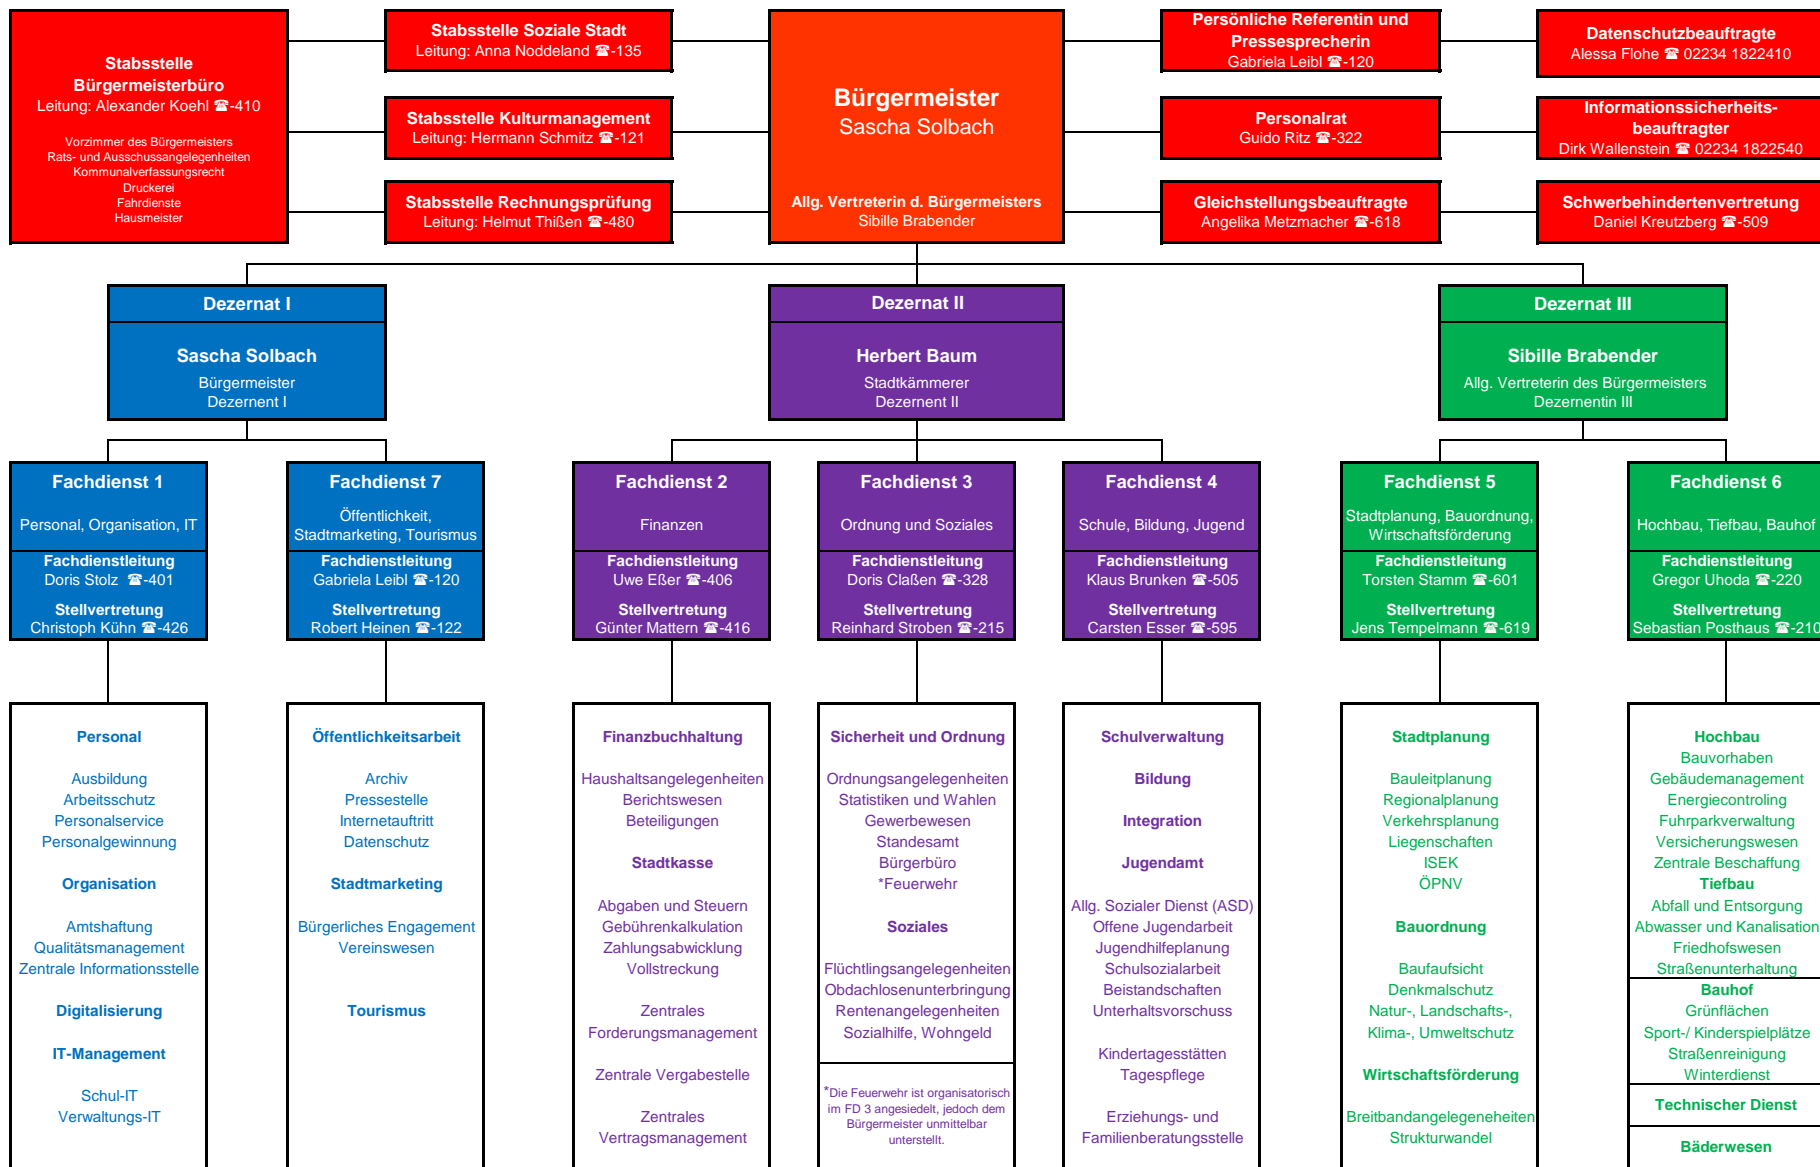 Stabsstelle
Bürgermeisterbüro
Leitung: Alexander Koehl ☎-410
Vorzimmer des Bürgermeisters
Rats- und Ausschussangelegenheiten
Kommunalverfassungsrecht
Druckerei
Fahrdienste
Hausmeister
Stabsstelle Soziale Stadt
Leitung: Anna Noddeland ☎-135
Stabsstelle Kulturmanagement
Leitung: Hermann Schmitz ☎-121
Stabsstelle Rechnungsprüfung
Leitung: Helmut Thißen ☎-480
Bürgermeister
Sascha Solbach
Allg. Vertreterin d. Bürgermeisters
Sibille Brabender
Persönliche Referentin und
Pressesprecherin
Gabriela Leibl ☎-120
Personalrat
Guido Ritz ☎-322
Gleichstellungsbeauftragte
Angelika Metzmacher ☎-618
Datenschutzbeauftragte
Alessa Flohe ☎ 02234 1822410
Informationssicherheits-
beauftragter
Dirk Wallenstein ☎ 02234 1822540
Schwerbehindertenvertretung
Daniel Kreutzberg ☎-509
Dezernat I
Sascha Solbach
Bürgermeister
Dezernent I
Dezernat II
Herbert Baum
Stadtkämmerer
Dezernent II
Dezernat III
Sibille Brabender
Allg. Vertreterin des Bürgermeisters
Dezernentin III
Fachdienst 1
Personal, Organisation, IT
Fachdienstleitung
Doris Stolz ☎-401
Stellvertretung
Christoph Kühn ☎-426
Fachdienst 7
Öffentlichkeit,
Stadtmarketing, Tourismus
Fachdienstleitung
Gabriela Leibl ☎-120
Stellvertretung
Robert Heinen ☎-122
Fachdienst 2
Finanzen
Fachdienstleitung
Uwe Eßer ☎-406
Stellvertretung
Günter Mattern ☎-416
Fachdienst 3
Ordnung und Soziales
Fachdienstleitung
Doris Claßen ☎-328
Stellvertretung
Reinhard Stroben ☎-215
Fachdienst 4
Schule, Bildung, Jugend
Fachdienstleitung
Klaus Brunken ☎-505
Stellvertretung
Carsten Esser ☎-595
Fachdienst 5
Stadtplanung, Bauordnung,
Wirtschaftsförderung
Fachdienstleitung
Torsten Stamm ☎-601
Stellvertretung
Jens Tempelmann ☎-619
Fachdienst 6
Hochbau, Tiefbau, Bauhof
Fachdienstleitung
Gregor Uhoda ☎-220
Stellvertretung
Sebastian Posthaus ☎-210
Personal
Ausbildung
Arbeitsschutz
Personalservice
Personalgewinnung
Organisation
Amtshaftung
Qualitätsmanagement
Zentrale Informationsstelle
Digitalisierung
IT-Management
Schul-IT
Verwaltungs-IT
Öffentlichkeitsarbeit
Archiv
Pressestelle
Internetauftritt
Datenschutz
Stadtmarketing
Bürgerliches Engagement
Vereinswesen
Tourismus
Finanzbuchhaltung
Haushaltsangelegenheiten
Berichtswesen
Beteiligungen
Stadtkasse
Abgaben und Steuern
Gebührenkalkulation
Zahlungsabwicklung
Vollstreckung
Zentrales
Forderungsmanagement
Zentrale Vergabestelle
Zentrales
Vertragsmanagement
Sicherheit und Ordnung
Ordnungsangelegenheiten
Statistiken und Wahlen
Gewerbewesen
Standesamt
Bürgerbüro
*Feuerwehr
Soziales
Flüchtlingsangelegenheiten
Obdachlosenunterbringung
Rentenangelegenheiten
Sozialhilfe, Wohngeld
*Die Feuerwehr ist organisatorisch
im FD 3 angesiedelt, jedoch dem
Bürgermeister unmittelbar
unterstellt.
Schulverwaltung
Bildung
Integration
Jugendamt
Allg. Sozialer Dienst (ASD)
Offene Jugendarbeit
Jugendhilfeplanung
Schulsozialarbeit
Beistandschaften
Unterhaltsvorschuss
Kindertagesstätten
Tagespflege
Erziehungs- und
Familienberatungsstelle
Stadtplanung
Bauleitplanung
Regionalplanung
Verkehrsplanung
Liegenschaften
ISEK
ÖPNV
Bauordnung
Baufaufsicht
Denkmalschutz
Natur-, Landschafts-,
Klima-, Umweltschutz
Wirtschaftsförderung
Breitbandangelegeneheiten
Strukturwandel
Hochbau
Bauvorhaben
Gebäudemanagement
Energiecontroling
Fuhrparkverwaltung
Versicherungswesen
Zentrale Beschaffung
Tiefbau
Abfall und Entsorgung
Abwasser und Kanalisation
Friedhofswesen
Straßenunterhaltung
Bauhof
Grünflächen
Sport-/ Kinderspielplätze
Straßenreinigung
Winterdienst
Technischer Dienst
Bäderwesen